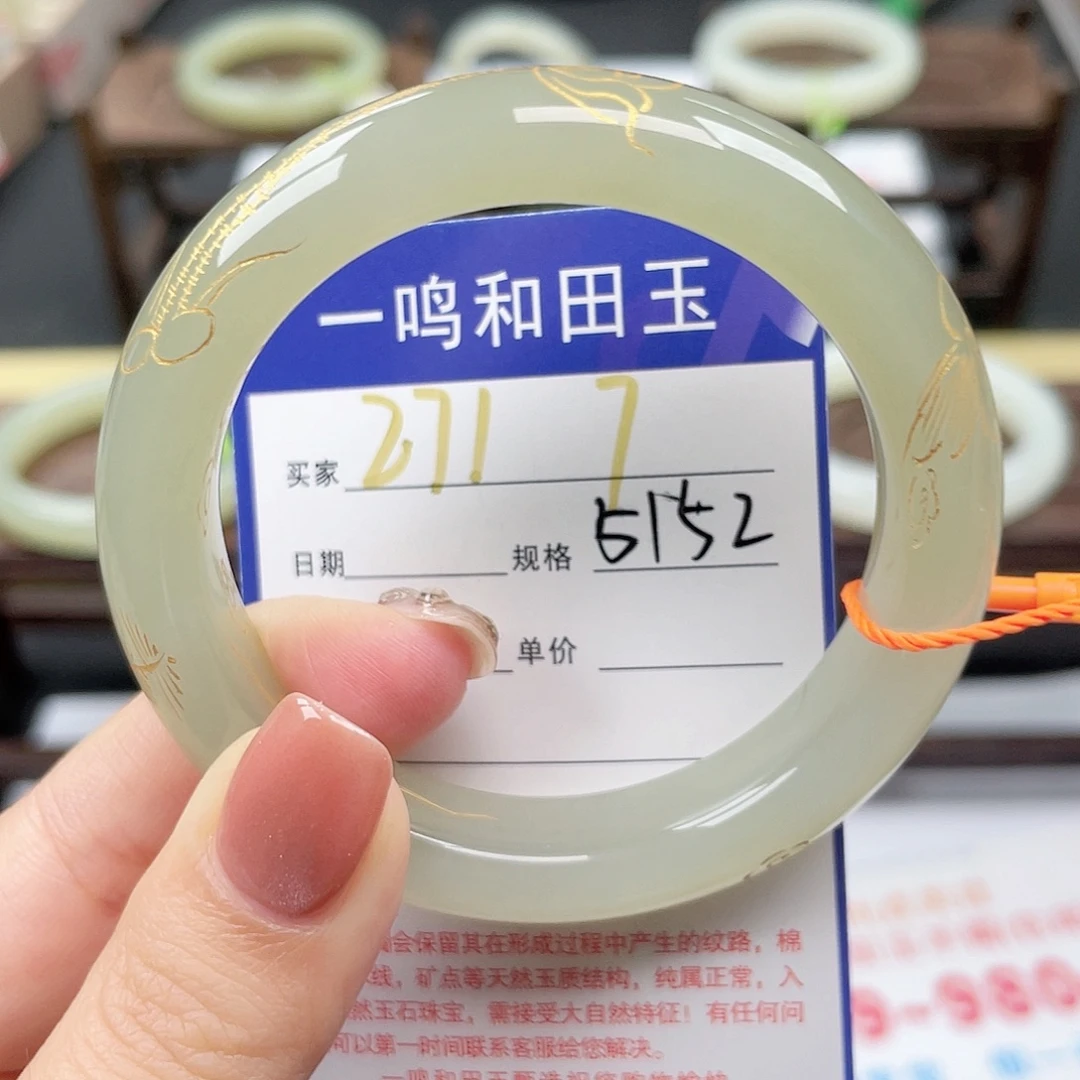 一鸣和田玉
买家 271 7
日期 规格 5152
单价
会保留其在形成过程中产生的纹路，棉
线，矿点等天然玉质结构，纯属正常，入
然玉石珠宝，需接受大自然特征！有任何问
可以第一时间联系客服给您解决。
9-980